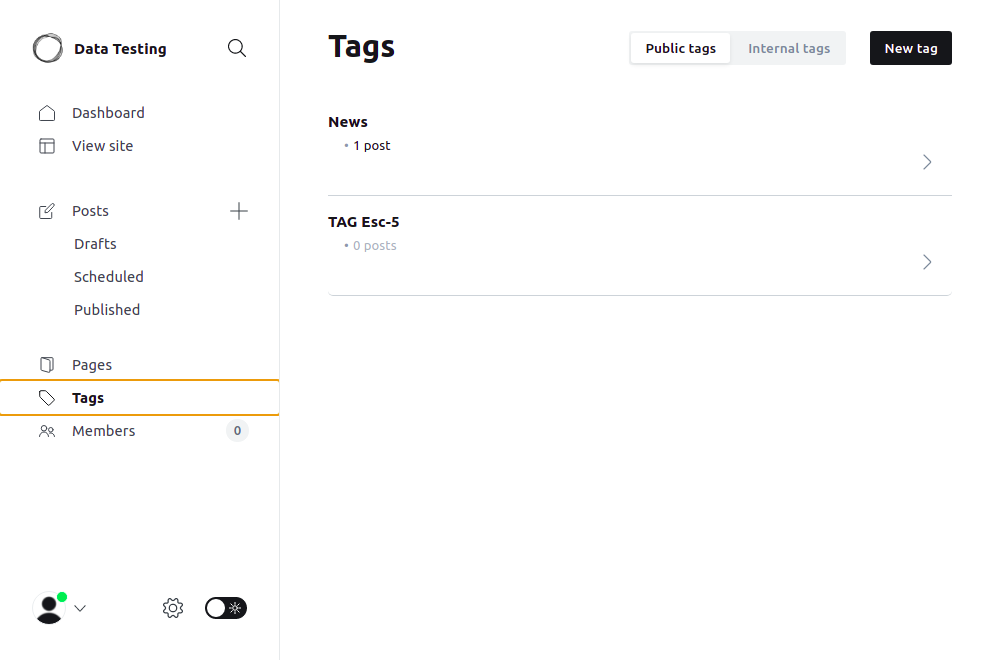 Data Testing
Dashboard
View site
Posts
Drafts
Scheduled
Published
Pages
Tags
Members 0
Tags
Public tags Internal tags New tag
News
• 1 post
TAG Esc-5
• 0 posts